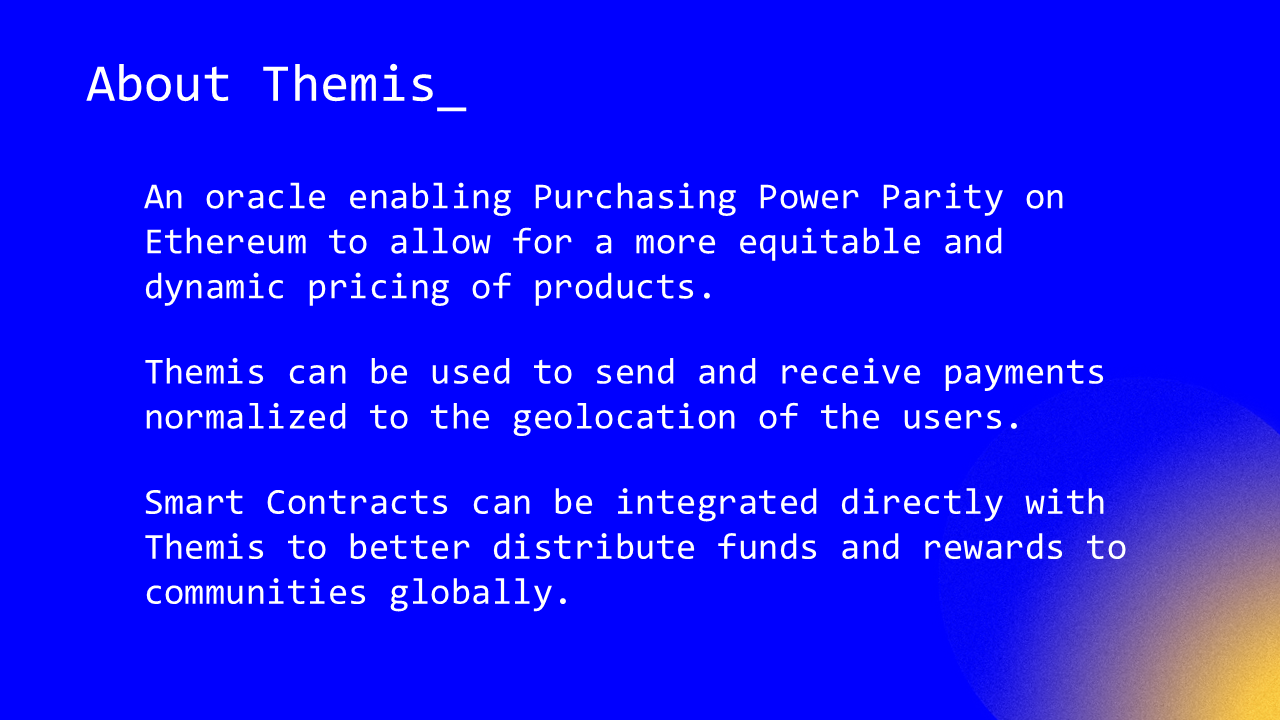 About Themis_
An oracle enabling Purchasing Power Parity on
Ethereum to allow for a more equitable and
dynamic pricing of products.
Themis can be used to send and receive payments
normalized to the geolocation of the users.
Smart Contracts can be integrated directly with
Themis to better distribute funds and rewards to
communities globally.